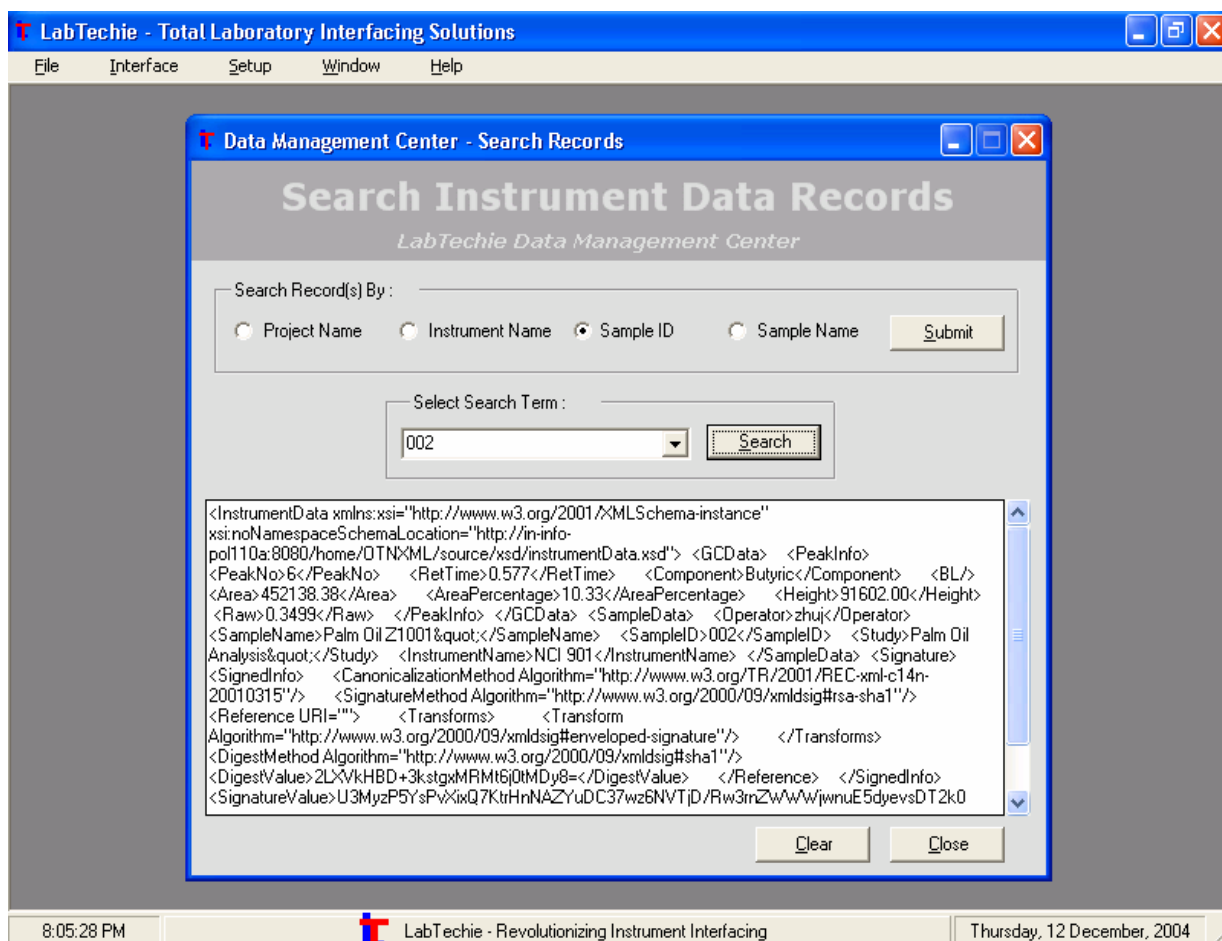 LabTechie - Total Laboratory Interfacing Solutions
File Interface Setup Window Help
Data Management Center - Search Records
Search Instrument Data Records
LabTechie Data Management Center
Search Record(s) By :
Project Name Instrument Name Sample ID Sample Name Submit
Select Search Term :
002 Search
<InstrumentData xmlns:xsi="http://www.w3.org/2001/XMLSchema-instance"
xsi:noNamespaceSchemaLocation="http://in-info-
pol110a:8080/home/OTNXML/source/xsd/instrumentData.xsd"> <GCData> <PeakInfo>
<PeakNo>6</PeakNo> <RetTime>0.577</RetTime> <Component>Butyric</Component> <BL/>
<Area>452138.38</Area> <AreaPercentage>10.33</AreaPercentage> <Height>91602.00</Height>
<Raw>0.3499</Raw> </PeakInfo> </GCData> <SampleData> <Operator>zhuj</Operator>
<SampleName>Palm Oil Z1001&quot;</SampleName> <SampleID>002</SampleID> <Study>Palm Oil
Analysis&quot;</Study> <InstrumentName>NCI 901</InstrumentName> </SampleData> <Signature>
<SignedInfo> <CanonicalizationMethod Algorithm="http://www.w3.org/TR/2001/REC-xml-c14n-
20010315"/> <SignatureMethod Algorithm="http://www.w3.org/2000/09/xmldsig#rsa-sha1"/>
<Reference URI=""> <Transforms> <Transform
Algorithm="http://www.w3.org/2000/09/xmldsig#enveloped-signature"/> </Transforms>
<DigestMethod Algorithm="http://www.w3.org/2000/09/xmldsig#sha1"/>
<DigestValue>2LXVkHBD+3kstgxMRMt6j0tMDy8=</DigestValue> </Reference> </SignedInfo>
<SignatureValue>U3MyzP5YsPvXixQ7KtrHnNAZYuDC37wz6NVTjD/Rw3mZWWWjwnuE5dyevsDT2k0
Clear Close
8:05:28 PM LabTechie - Revolutionizing Instrument Interfacing Thursday, 12 December, 2004